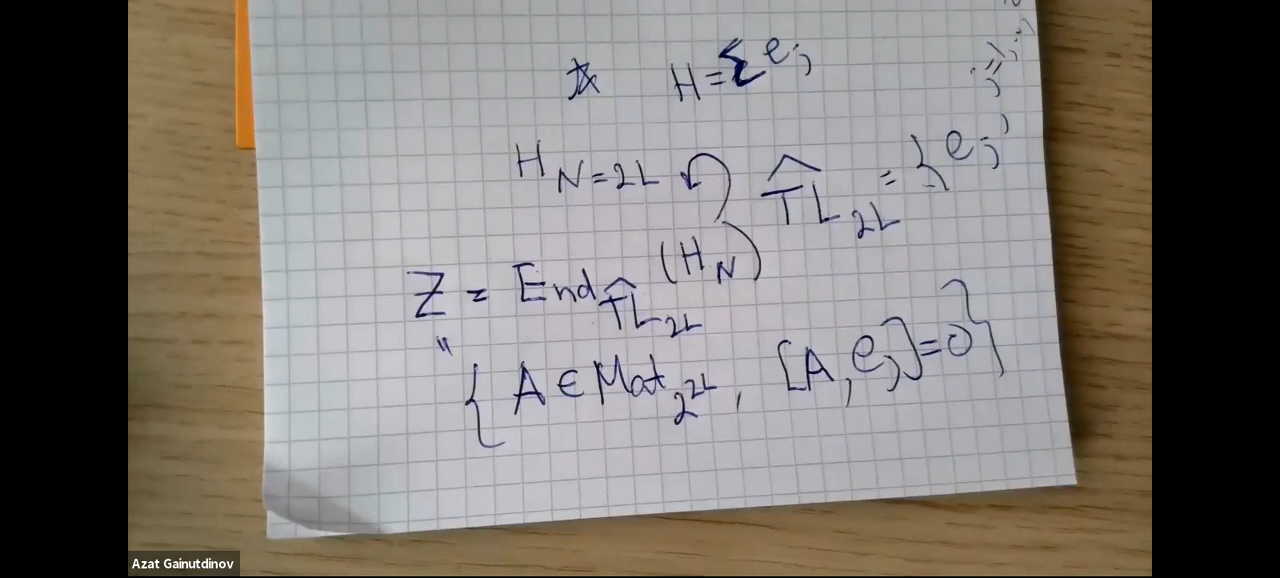 ☆ H = Σ e_j
H_{N=2L} ↶ \widehat{TL}_{2L} = {e_j}
Z = End_{\widehat{TL}_{2L}} (H_N)
"
{ A ∈ Mat_{2^{2L}}, [A, e_j] = 0 }
Azat Gainutdinov